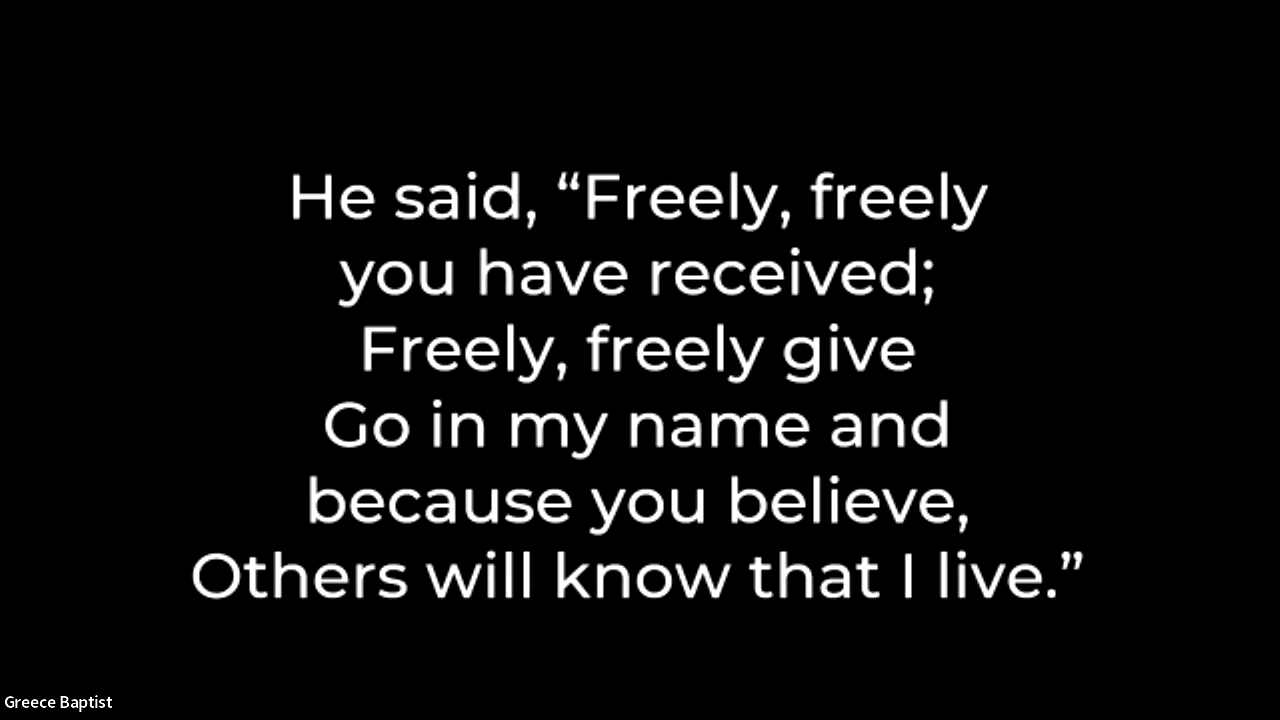 He said, “Freely, freely
you have received;
Freely, freely give
Go in my name and
because you believe,
Others will know that I live.”
Greece Baptist